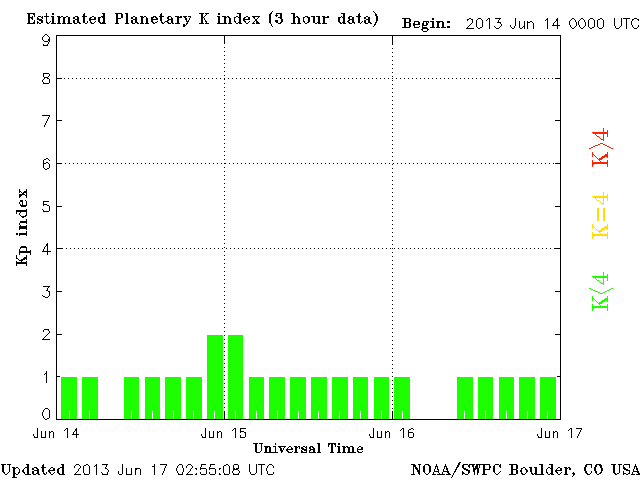 Estimated Planetary K index (3 hour data) Begin: 2013 Jun 14 0000 UTC
9
8
7
6
5
4
3
2
1
0
Kp index
K>4
K=4
K<4
Jun 14 Jun 15 Jun 16 Jun 17
Universal Time
Updated 2013 Jun 17 02:55:08 UTC NOAA/SWPC Boulder, CO USA